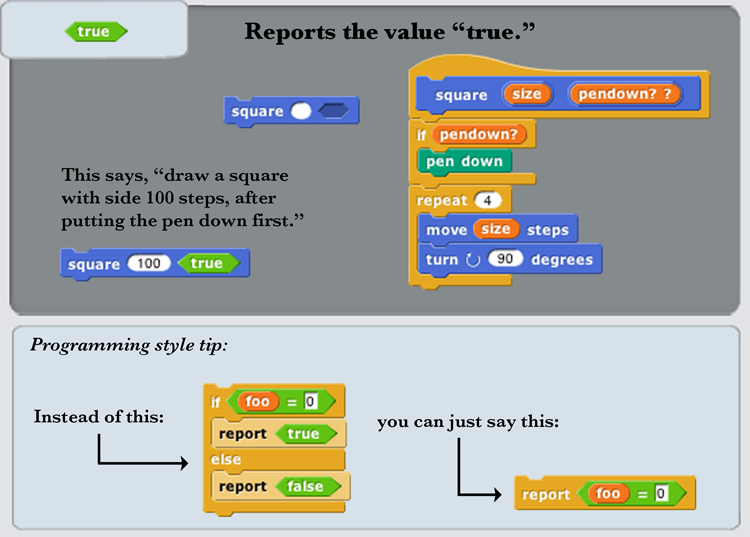 true
Reports the value “true.”
square
square size pendown? ?
if pendown?
pen down
repeat 4
move size steps
turn ↻ 90 degrees
This says, “draw a square
with side 100 steps, after
putting the pen down first.”
square 100 true
Programming style tip:
Instead of this:
if foo = 0
report true
else
report false
you can just say this:
report foo = 0